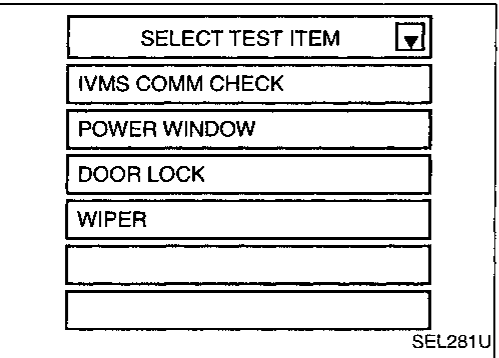 SELECT TEST ITEM
IVMS COMM CHECK
POWER WINDOW
DOOR LOCK
WIPER
SEL281U